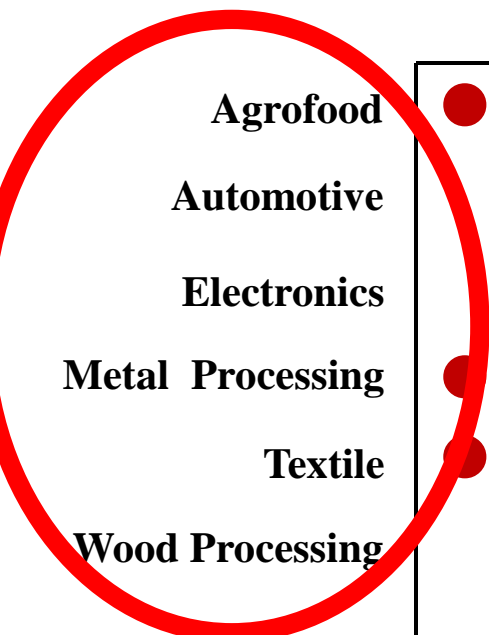 Agrofood
Automotive
Electronics
Metal Processing
Textile
Wood Processing